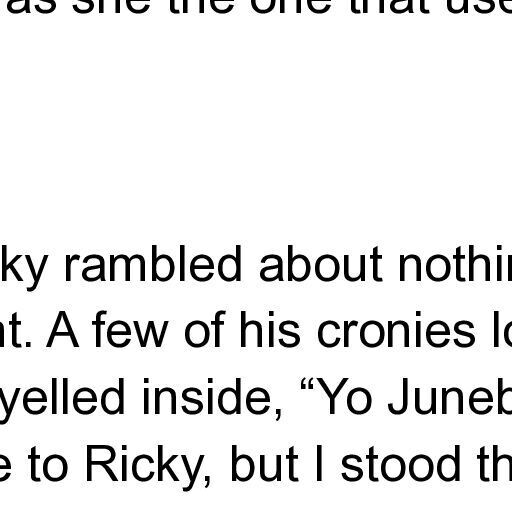 as she the one that use
ky rambled about nothin
nt. A few of his cronies lo
yelled inside, “Yo Juneb
e to Ricky, but I stood th